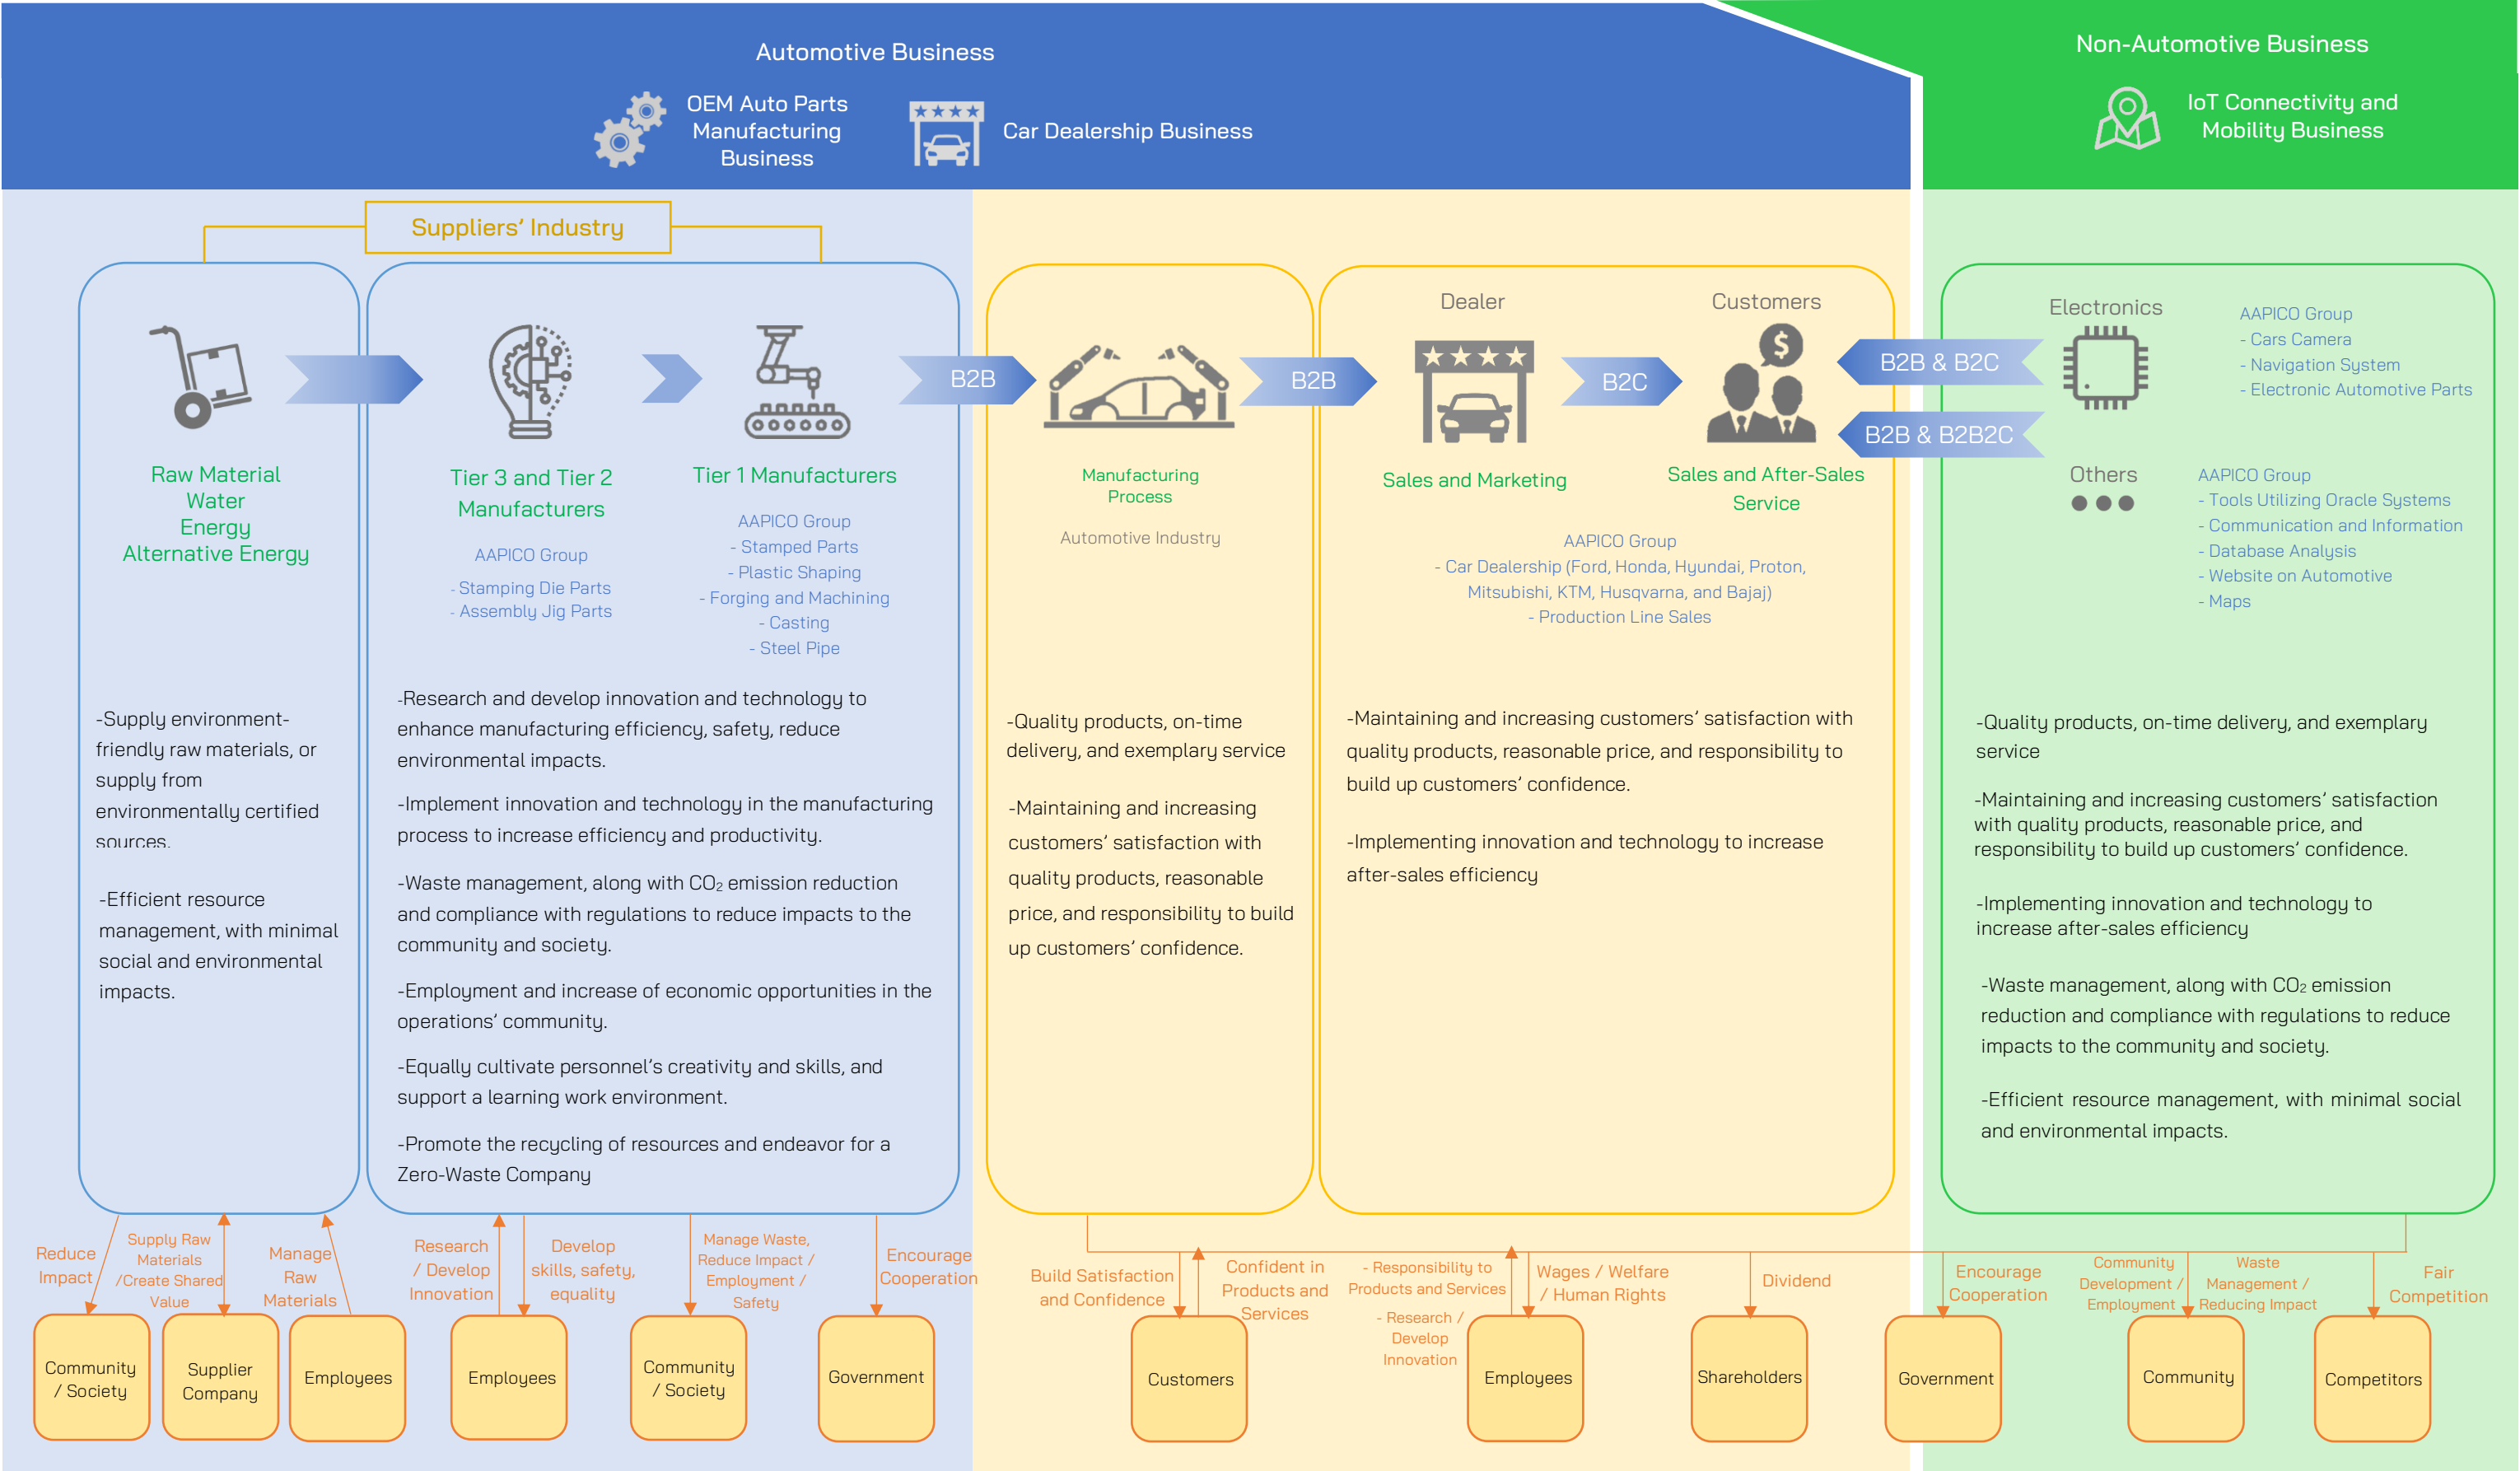 Automotive Business
OEM Auto Parts
Manufacturing
Business
Car Dealership Business
Non-Automotive Business
IoT Connectivity and
Mobility Business
Suppliers' Industry
Raw Material
Water
Energy
Alternative Energy
-Supply environment-
friendly raw materials, or
supply from
environmentally certified
sources.
-Efficient resource
management, with minimal
social and environmental
impacts.
Tier 3 and Tier 2
Manufacturers
AAPICO Group
- Stamping Die Parts
- Assembly Jig Parts
Tier 1 Manufacturers
AAPICO Group
- Stamped Parts
- Plastic Shaping
- Forging and Machining
- Casting
- Steel Pipe
-Research and develop innovation and technology to
enhance manufacturing efficiency, safety, reduce
environmental impacts.
-Implement innovation and technology in the manufacturing
process to increase efficiency and productivity.
-Waste management, along with CO₂ emission reduction
and compliance with regulations to reduce impacts to the
community and society.
-Employment and increase of economic opportunities in the
operations' community.
-Equally cultivate personnel's creativity and skills, and
support a learning work environment.
-Promote the recycling of resources and endeavor for a
Zero-Waste Company
B2B
Manufacturing
Process
Automotive Industry
-Quality products, on-time
delivery, and exemplary service
-Maintaining and increasing
customers' satisfaction with
quality products, reasonable
price, and responsibility to build
up customers' confidence.
B2B
Dealer
Sales and Marketing
B2C
Customers
$
Sales and After-Sales
Service
AAPICO Group
- Car Dealership (Ford, Honda, Hyundai, Proton,
Mitsubishi, KTM, Husqvarna, and Bajaj)
- Production Line Sales
-Maintaining and increasing customers' satisfaction with
quality products, reasonable price, and responsibility to
build up customers' confidence.
-Implementing innovation and technology to increase
after-sales efficiency
B2B & B2C
B2B & B2B2C
Electronics
AAPICO Group
- Cars Camera
- Navigation System
- Electronic Automotive Parts
Others
AAPICO Group
- Tools Utilizing Oracle Systems
- Communication and Information
- Database Analysis
- Website on Automotive
- Maps
-Quality products, on-time delivery, and exemplary
service
-Maintaining and increasing customers' satisfaction
with quality products, reasonable price, and
responsibility to build up customers' confidence.
-Implementing innovation and technology to
increase after-sales efficiency
-Waste management, along with CO₂ emission
reduction and compliance with regulations to reduce
impacts to the community and society.
-Efficient resource management, with minimal social
and environmental impacts.
Reduce
Impact
Supply Raw
Materials
/Create Shared
Value
Manage
Raw
Materials
Research
/ Develop
Innovation
Develop
skills, safety,
equality
Manage Waste,
Reduce Impact /
Employment /
Safety
Encourage
Cooperation
Build Satisfaction
and Confidence
Confident in
Products and
Services
- Responsibility to
Products and Services
- Research /
Develop
Innovation
Wages / Welfare
/ Human Rights
Dividend
Encourage
Cooperation
Community
Development /
Employment
Waste
Management /
Reducing Impact
Fair
Competition
Community
/ Society
Supplier
Company
Employees
Employees
Community
/ Society
Government
Customers
Employees
Shareholders
Government
Community
Competitors